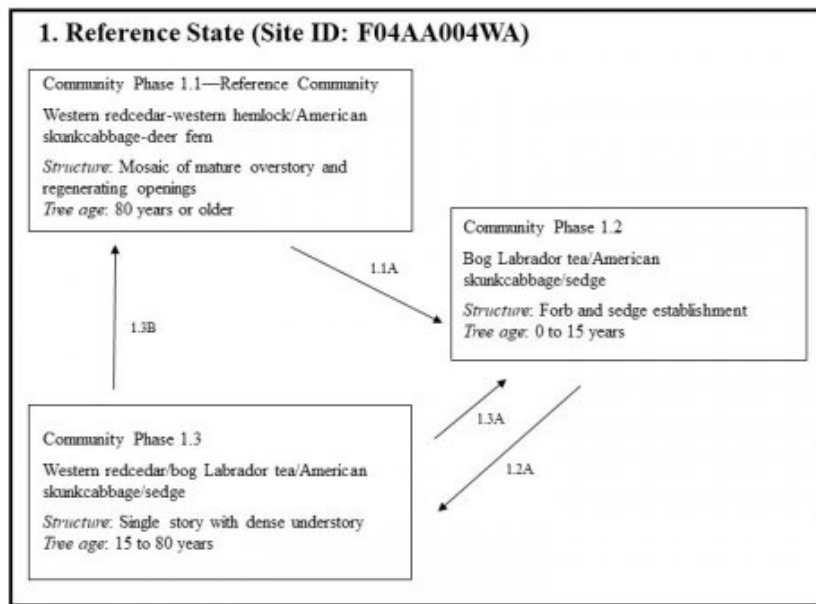 1. Reference State (Site ID: F04AA004WA)
Community Phase 1.1—Reference Community
Western redcedar-western hemlock/American
skunkcabbage-deer fern
Structure: Mosaic of mature overstory and
regenerating openings
Tree age: 80 years or older
Community Phase 1.2
Bog Labrador tea/American
skunkcabbage/sedge
Structure: Forb and sedge establishment
Tree age: 0 to 15 years
1.1A
1.3B
1.3A
1.2A
Community Phase 1.3
Western redcedar/bog Labrador tea/American
skunkcabbage/sedge
Structure: Single story with dense understory
Tree age: 15 to 80 years